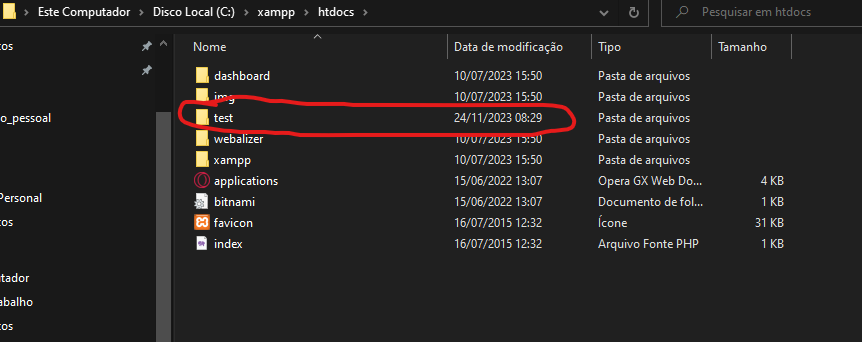 Este Computador > Disco Local (C:) > xampp > htdocs > Pesquisar em htdocs
Nome Data de modificação Tipo Tamanho
dashboard 10/07/2023 15:50 Pasta de arquivos
img 10/07/2023 15:50 Pasta de arquivos
test 24/11/2023 08:29 Pasta de arquivos
webalizer 10/07/2023 15:50 Pasta de arquivos
xampp 10/07/2023 15:50 Pasta de arquivos
applications 15/06/2022 13:07 Opera GX Web Do... 4 KB
bitnami 15/06/2022 13:07 Documento de fol... 1 KB
favicon 16/07/2015 12:32 Ícone 31 KB
index 16/07/2015 12:32 Arquivo Fonte PHP 1 KB
tos
o_pessoal
Personal
tos
tador
abalho
tos